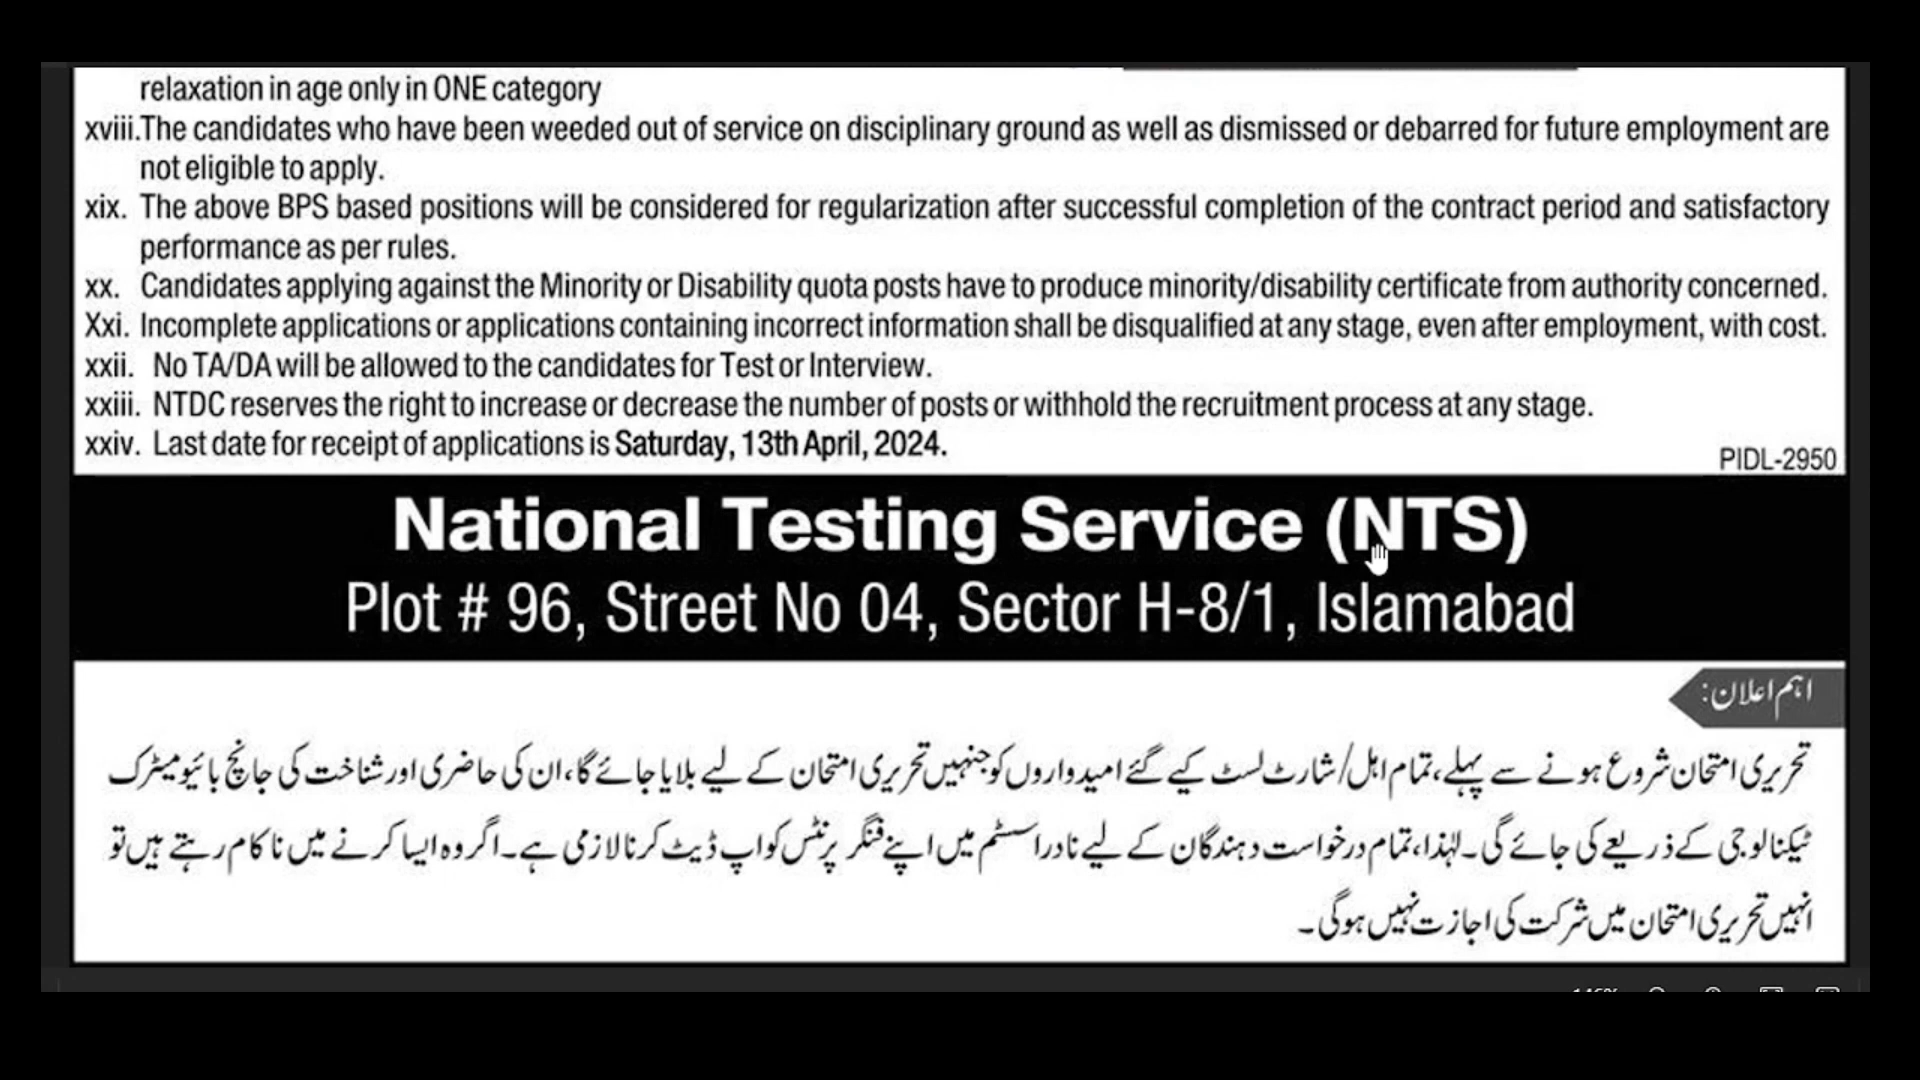 relaxation in age only in ONE category
xviii.The candidates who have been weeded out of service on disciplinary ground as well as dismissed or debarred for future employment are
not eligible to apply.
xix. The above BPS based positions will be considered for regularization after successful completion of the contract period and satisfactory
performance as per rules.
xx. Candidates applying against the Minority or Disability quota posts have to produce minority/disability certificate from authority concerned.
Xxi. Incomplete applications or applications containing incorrect information shall be disqualified at any stage, even after employment, with cost.
xxii. No TA/DA will be allowed to the candidates for Test or Interview.
xxiii. NTDC reserves the right to increase or decrease the number of posts or withhold the recruitment process at any stage.
xxiv. Last date for receipt of applications is Saturday, 13th April, 2024.
PIDL-2950
National Testing Service (NTS)
Plot # 96, Street No 04, Sector H-8/1, Islamabad
اہم اعلان:
تحریری امتحان شروع ہونے سے پہلے، تمام اہل/شارٹ لسٹ کیے گئے امیدواروں کو جنہیں تحریری امتحان کے لیے بلایا جائے گا، ان کی حاضری اور شناخت کی جانچ بائیو میٹرک
ٹیکنالوجی کے ذریعے کی جائے گی۔ لہٰذا، تمام درخواست دہندگان کے لیے نادرا سسٹم میں اپنے فنگر پرنٹس کو اپ ڈیٹ کرنا لازمی ہے۔ اگر وہ ایسا کرنے میں ناکام رہتے ہیں تو
انہیں تحریری امتحان میں شرکت کی اجازت نہیں ہوگی۔